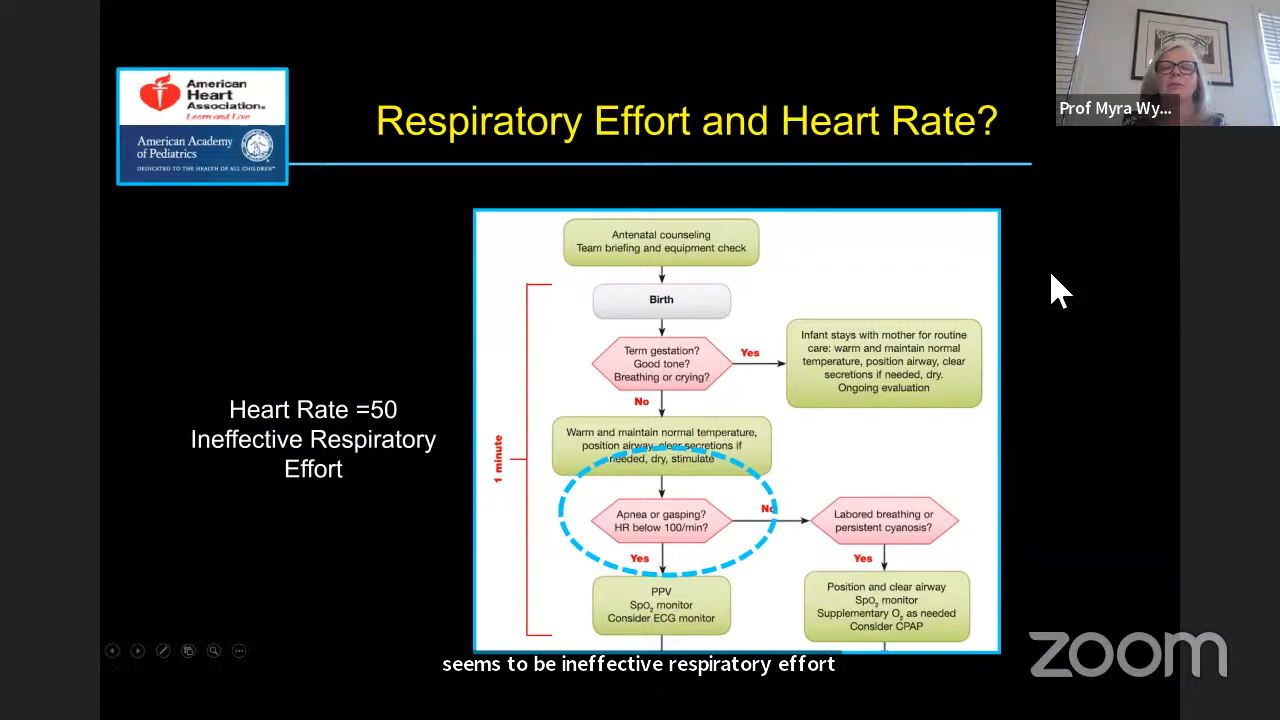 American
Heart
Association®
Learn and Live
American Academy
of Pediatrics
DEDICATED TO THE HEALTH OF ALL CHILDREN™
Respiratory Effort and Heart Rate?
Prof Myra Wy...
Heart Rate =50
Ineffective Respiratory
Effort
1 minute
Antenatal counseling
Team briefing and equipment check
Birth
Term gestation?
Good tone?
Breathing or crying?
Yes
Infant stays with mother for routine
care: warm and maintain normal
temperature, position airway, clear
secretions if needed, dry.
Ongoing evaluation
No
Warm and maintain normal temperature,
position airway, clear secretions if
needed, dry, stimulate
Apnea or gasping?
HR below 100/min?
No
Labored breathing or
persistent cyanosis?
Yes
Yes
PPV
SpO₂ monitor
Consider ECG monitor
Position and clear airway
SpO₂ monitor
Supplementary O₂ as needed
Consider CPAP
seems to be ineffective respiratory effort
zoom